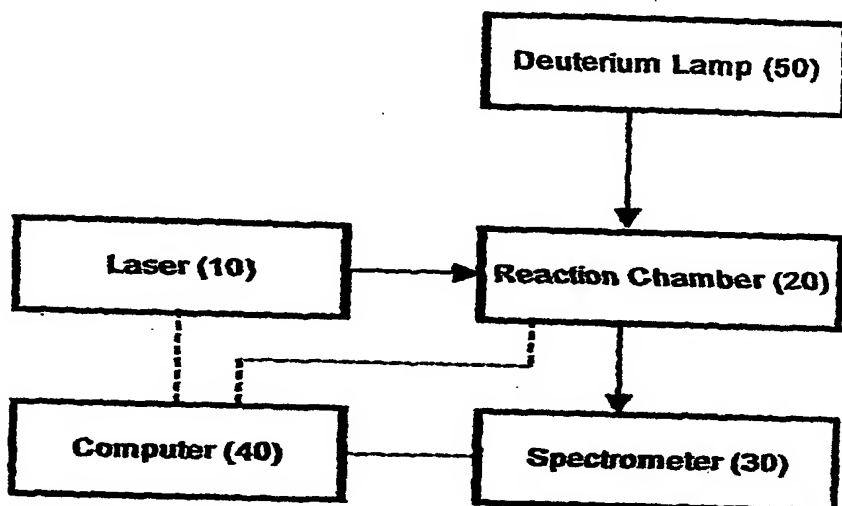 Deuterium Lamp (50)
Laser (10)
Reaction Chamber (20)
Computer (40)
Spectrometer (30)